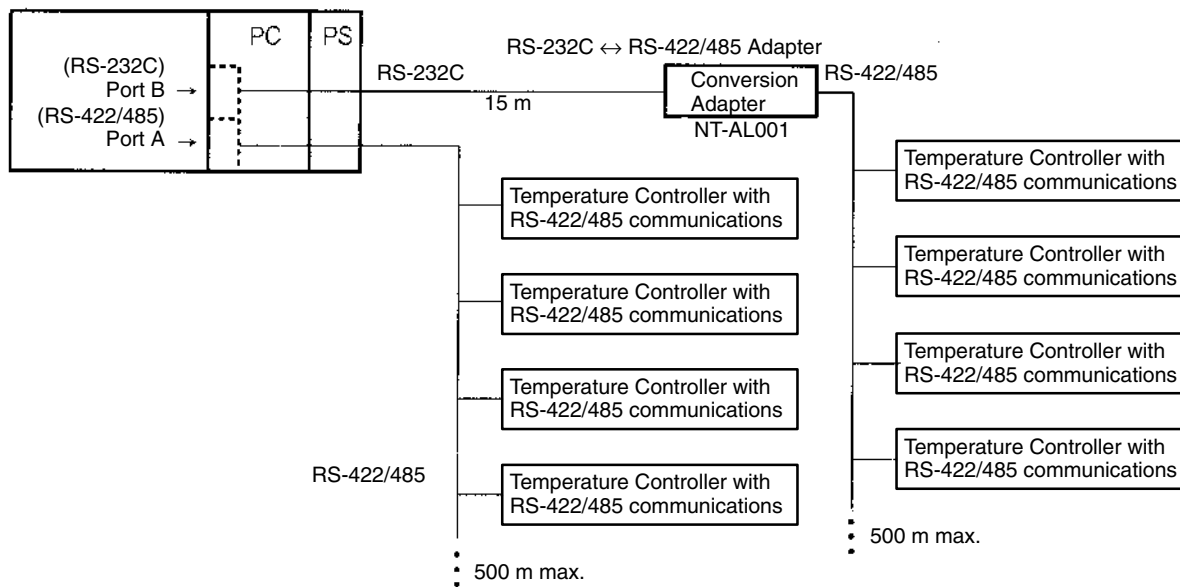 PC
PS
(RS-232C)
Port B →
(RS-422/485)
Port A →
RS-232C
15 m
RS-232C ↔ RS-422/485 Adapter
Conversion
Adapter
NT-AL001
RS-422/485
Temperature Controller with
RS-422/485 communications
Temperature Controller with
RS-422/485 communications
Temperature Controller with
RS-422/485 communications
Temperature Controller with
RS-422/485 communications
RS-422/485
500 m max.
Temperature Controller with
RS-422/485 communications
Temperature Controller with
RS-422/485 communications
Temperature Controller with
RS-422/485 communications
Temperature Controller with
RS-422/485 communications
500 m max.